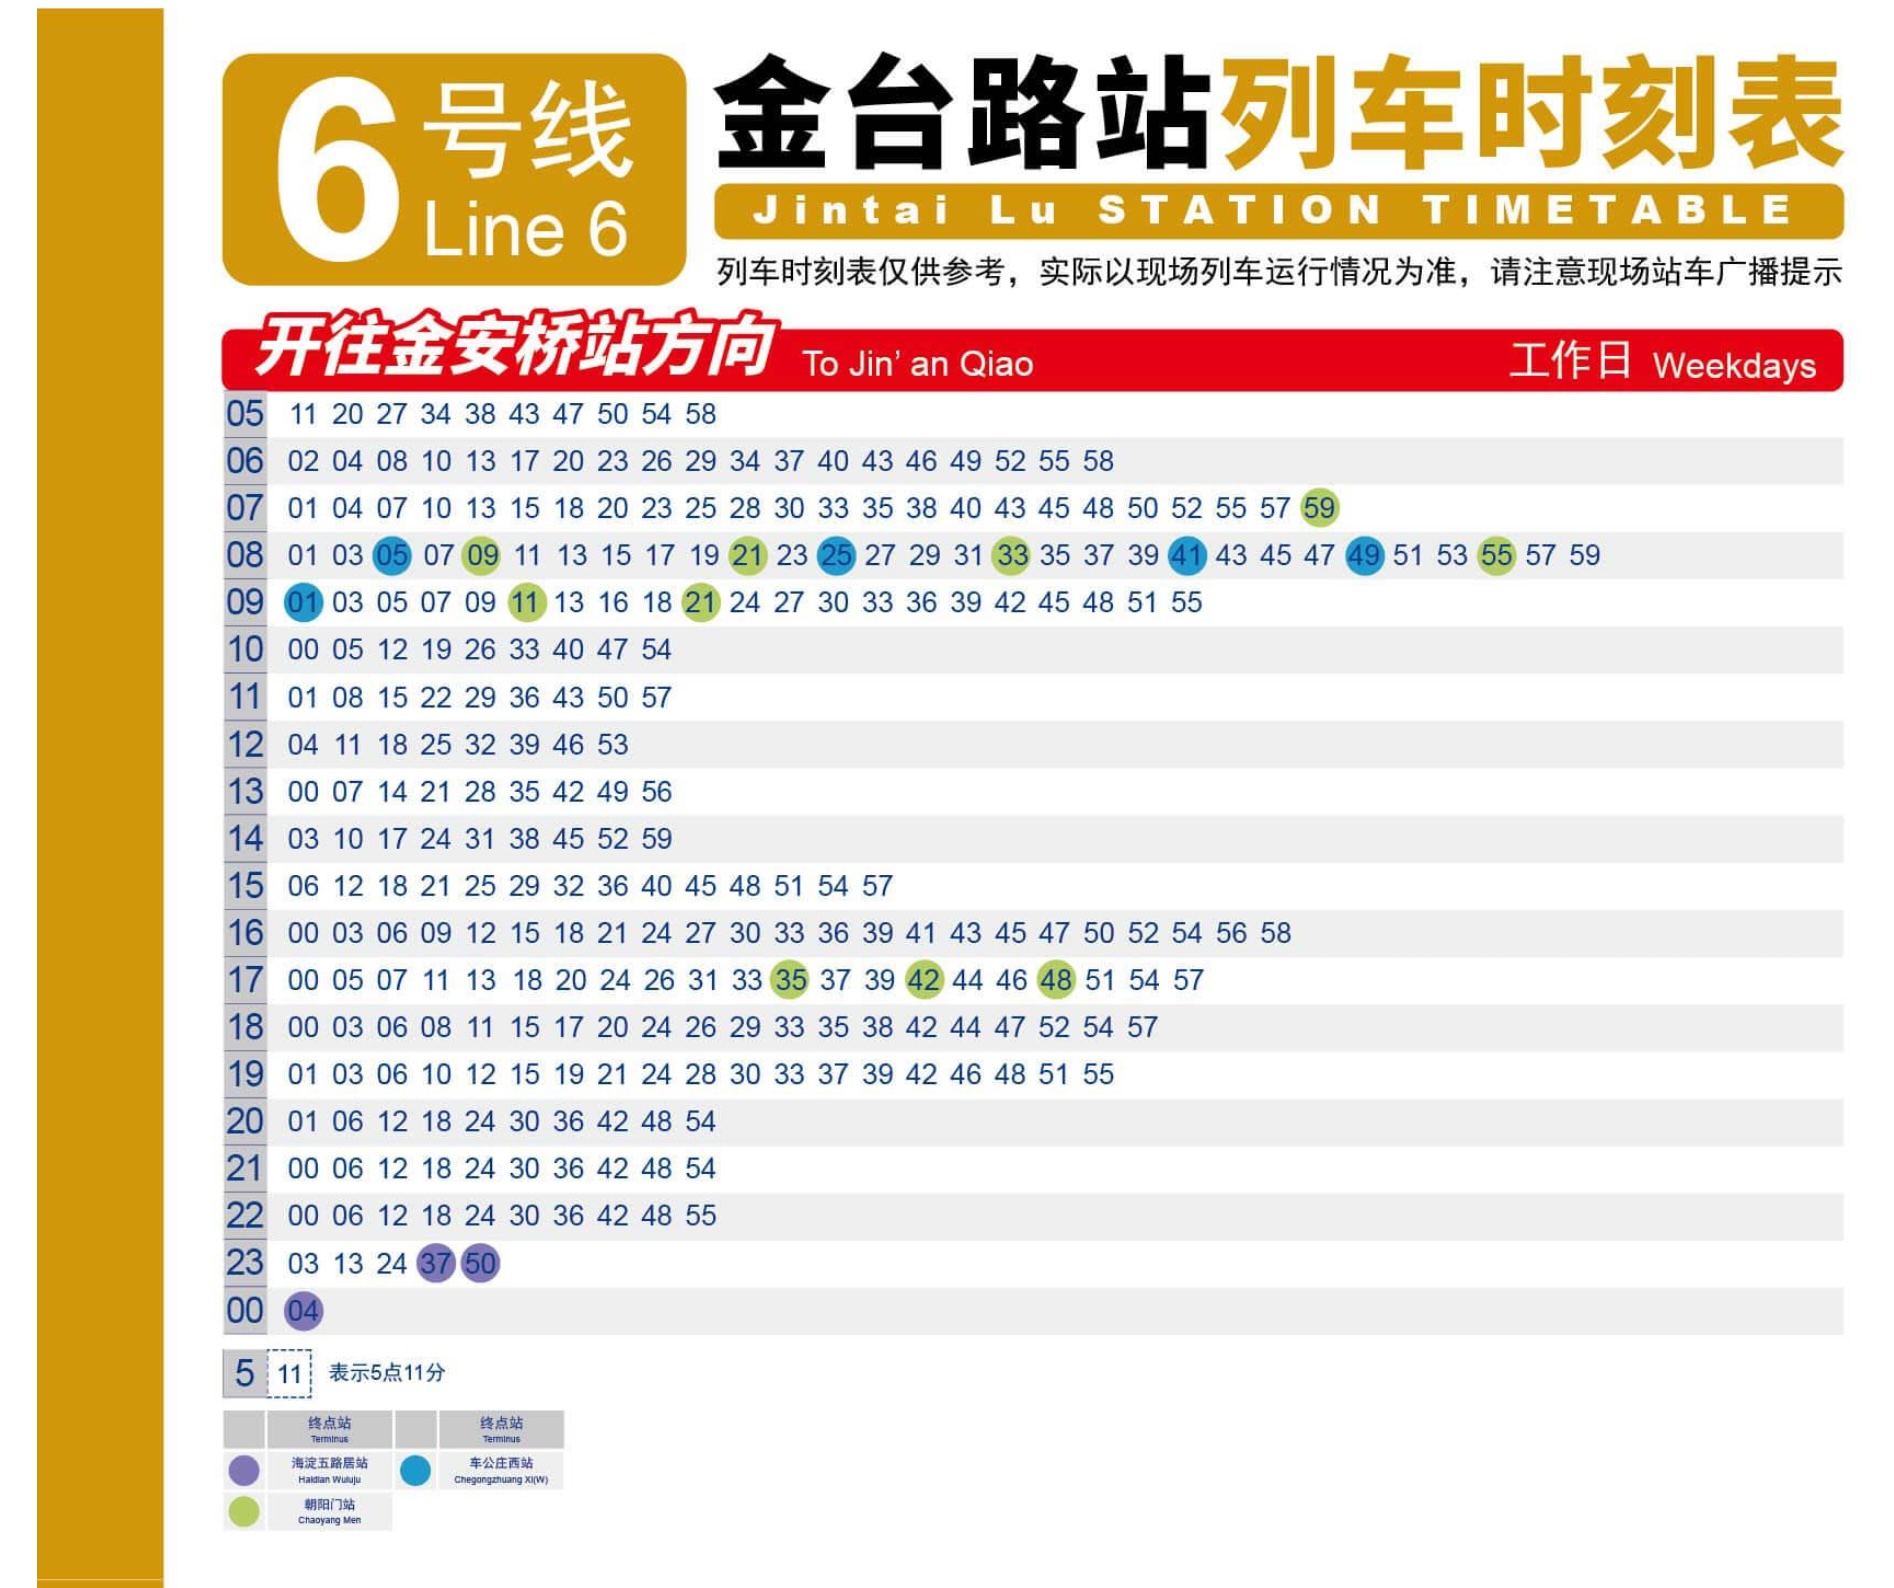 6号线
Line 6
金台路站列车时刻表
Jintai Lu STATION TIMETABLE
列车时刻表仅供参考，实际以现场列车运行情况为准，请注意现场站车广播提示
开往金安桥站方向 To Jin' an Qiao 工作日 Weekdays
05 11 20 27 34 38 43 47 50 54 58
06 02 04 08 10 13 17 20 23 26 29 34 37 40 43 46 49 52 55 58
07 01 04 07 10 13 15 18 20 23 25 28 30 33 35 38 40 43 45 48 50 52 55 57 59
08 01 03 05 07 09 11 13 15 17 19 21 23 25 27 29 31 33 35 37 39 41 43 45 47 49 51 53 55 57 59
09 01 03 05 07 09 11 13 16 18 21 24 27 30 33 36 39 42 45 48 51 55
10 00 05 12 19 26 33 40 47 54
11 01 08 15 22 29 36 43 50 57
12 04 11 18 25 32 39 46 53
13 00 07 14 21 28 35 42 49 56
14 03 10 17 24 31 38 45 52 59
15 06 12 18 21 25 29 32 36 40 45 48 51 54 57
16 00 03 06 09 12 15 18 21 24 27 30 33 36 39 41 43 45 47 50 52 54 56 58
17 00 05 07 11 13 18 20 24 26 31 33 35 37 39 42 44 46 48 51 54 57
18 00 03 06 08 11 15 17 20 24 26 29 33 35 38 42 44 47 52 54 57
19 01 03 06 10 12 15 19 21 24 28 30 33 37 39 42 46 48 51 55
20 01 06 12 18 24 30 36 42 48 54
21 00 06 12 18 24 30 36 42 48 54
22 00 06 12 18 24 30 36 42 48 55
23 03 13 24 37 50
00 04
5 11 表示5点11分
终点站 终点站
Terminus Terminus
海淀五路居站 车公庄西站
Haidian Wuluju Chegongzhuang Xi(W)
朝阳门站
Chaoyang Men